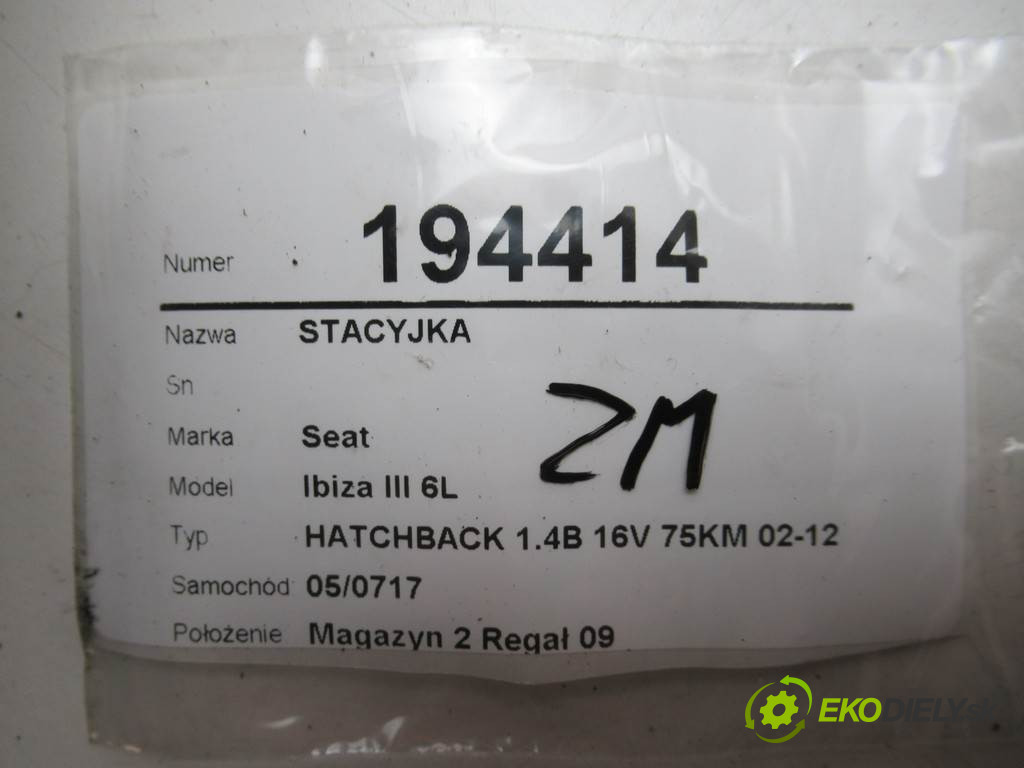 Numer 194414
Nazwa STACYJKA
Sn
Marka Seat
Model Ibiza III 6L
Typ HATCHBACK 1.4B 16V 75KM 02-12
Samochód 05/0717
Położenie Magazyn 2 Regał 09
ZM
EKODIELY.sk